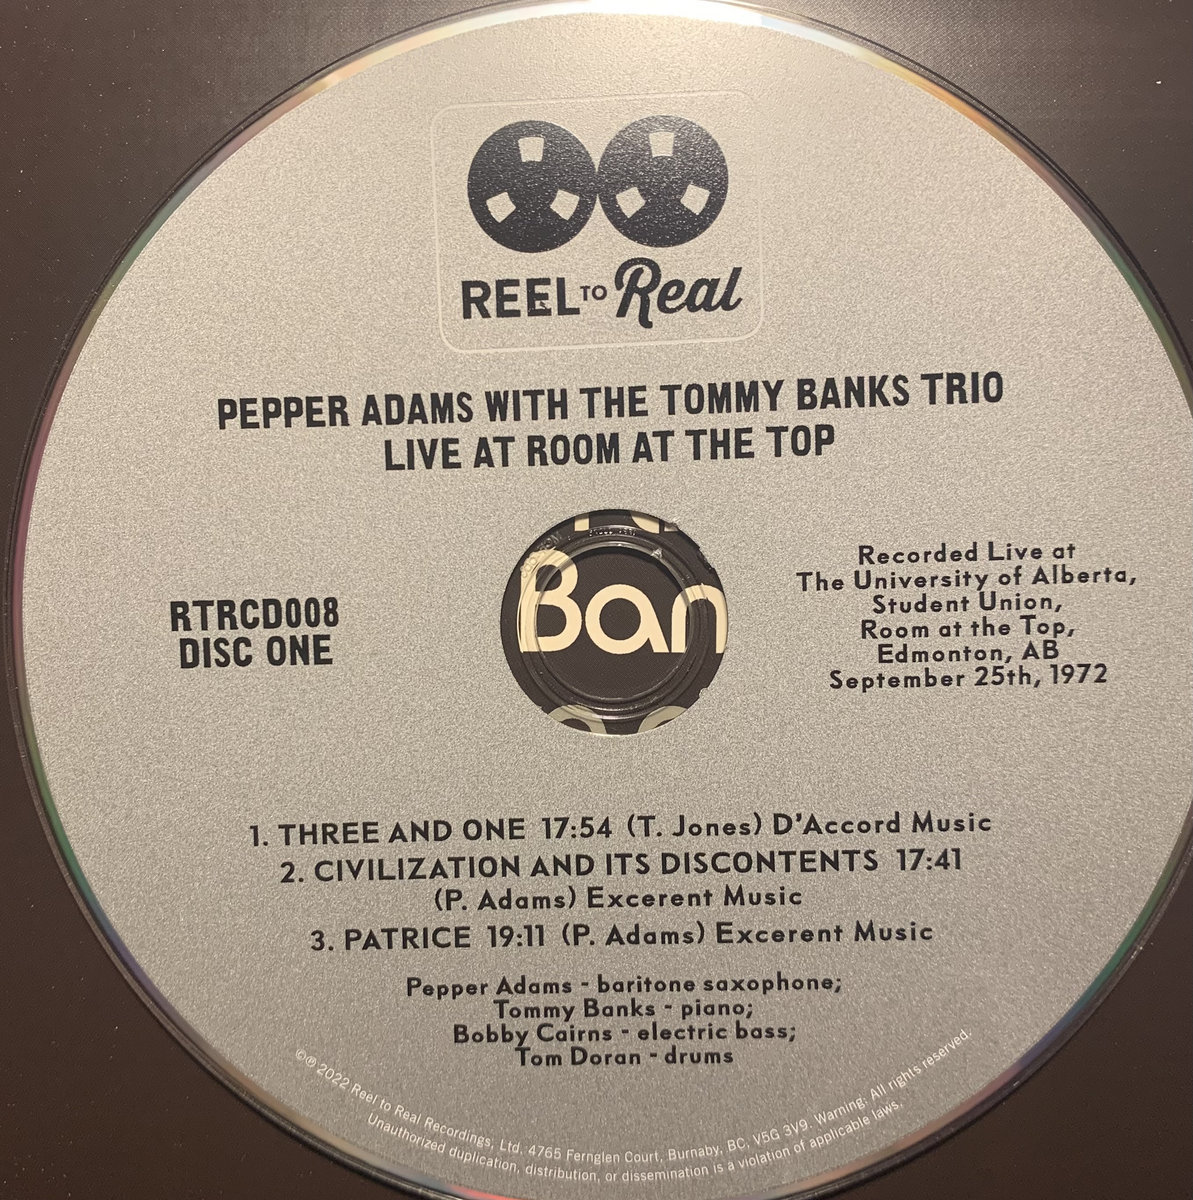 REEL TO Real
PEPPER ADAMS WITH THE TOMMY BANKS TRIO
LIVE AT ROOM AT THE TOP
RTRCD008
DISC ONE
Ban
Recorded Live at
The University of Alberta,
Student Union,
Room at the Top,
Edmonton, AB
September 25th, 1972
1. THREE AND ONE 17:54 (T. Jones) D'Accord Music
2. CIVILIZATION AND ITS DISCONTENTS 17:41
(P. Adams) Excerent Music
3. PATRICE 19:11 (P. Adams) Excerent Music
Pepper Adams - baritone saxophone;
Tommy Banks - piano;
Bobby Cairns - electric bass;
Tom Doran - drums
©℗ 2022 Reel to Real Recordings, Ltd. 4765 Fernglen Court, Burnaby, BC, V5G 3V9. Warning: All rights reserved.
Unauthorized duplication, distribution, or dissemination is a violation of applicable laws.